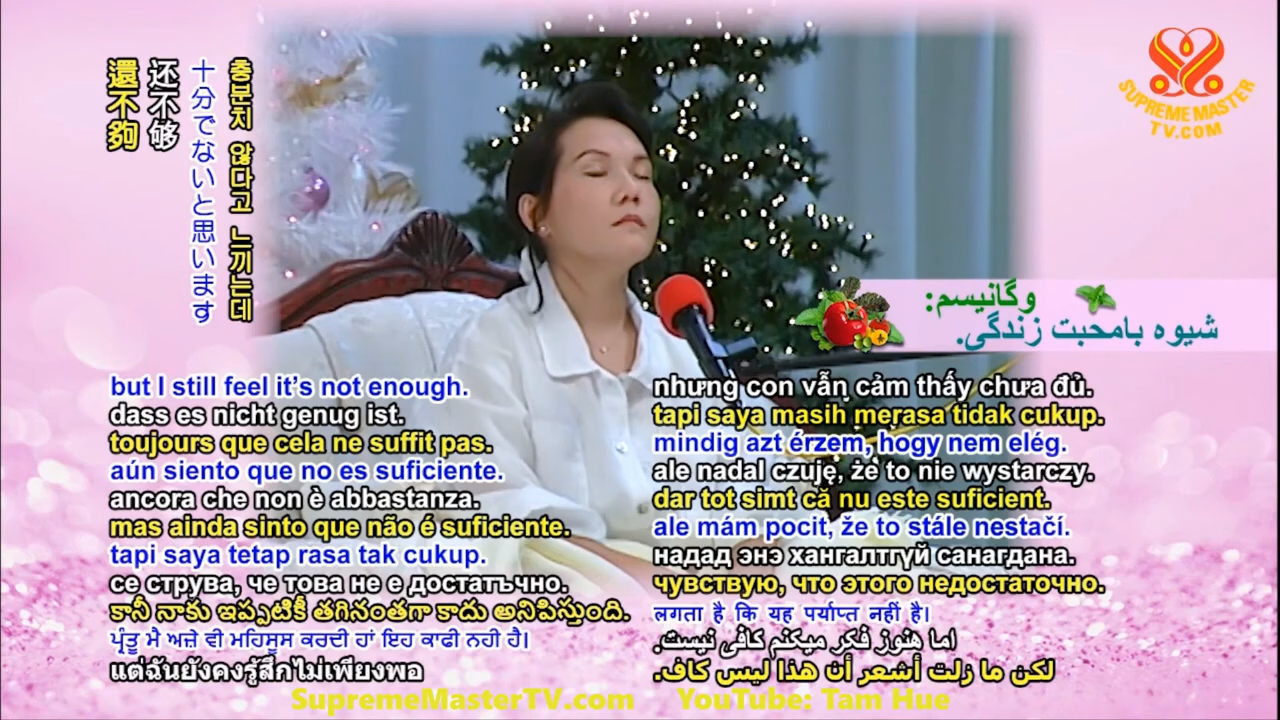 還不夠
还不够
十分でないと思います
충분치 않다고 느끼는데
SUPREME MASTER
TV.COM
وگانیسم:
شیوه بامحبت زندگی.
but I still feel it’s not enough.
dass es nicht genug ist.
toujours que cela ne suffit pas.
aún siento que no es suficiente.
ancora che non è abbastanza.
mas ainda sinto que não é suficiente.
tapi saya tetap rasa tak cukup.
се струва, че това не е достатъчно.
కానీ నాకు ఇప్పటికీ తగినంతగా కాదు అనిపిస్తుంది.
ਪ੍ਰੰਤੂ ਮੈ ਅਜ਼ੇ ਵੀ ਮਹਿਸੂਸ ਕਰਦੀ ਹਾਂ ਇਹ ਕਾਫੀ ਨਹੀ ਹੈ।
แต่ฉันยังคงรู้สึกไม่เพียงพอ
nhưng con vẫn cảm thấy chưa đủ.
tapi saya masih merasa tidak cukup.
mindig azt érzem, hogy nem elég.
ale nadal czuję, że to nie wystarczy.
dar tot simt că nu este suficient.
ale mám pocit, že to stále nestačí.
надад энэ хангалтгүй санагдана.
чувствую, что этого недостаточно.
लगता है कि यह पर्याप्त नहीं है।
اما هنوز فکر میکنم کافی نیست.
لكن ما زلت أشعر أن هذا ليس كاف.
SupremeMasterTV.com YouTube: Tam Hue